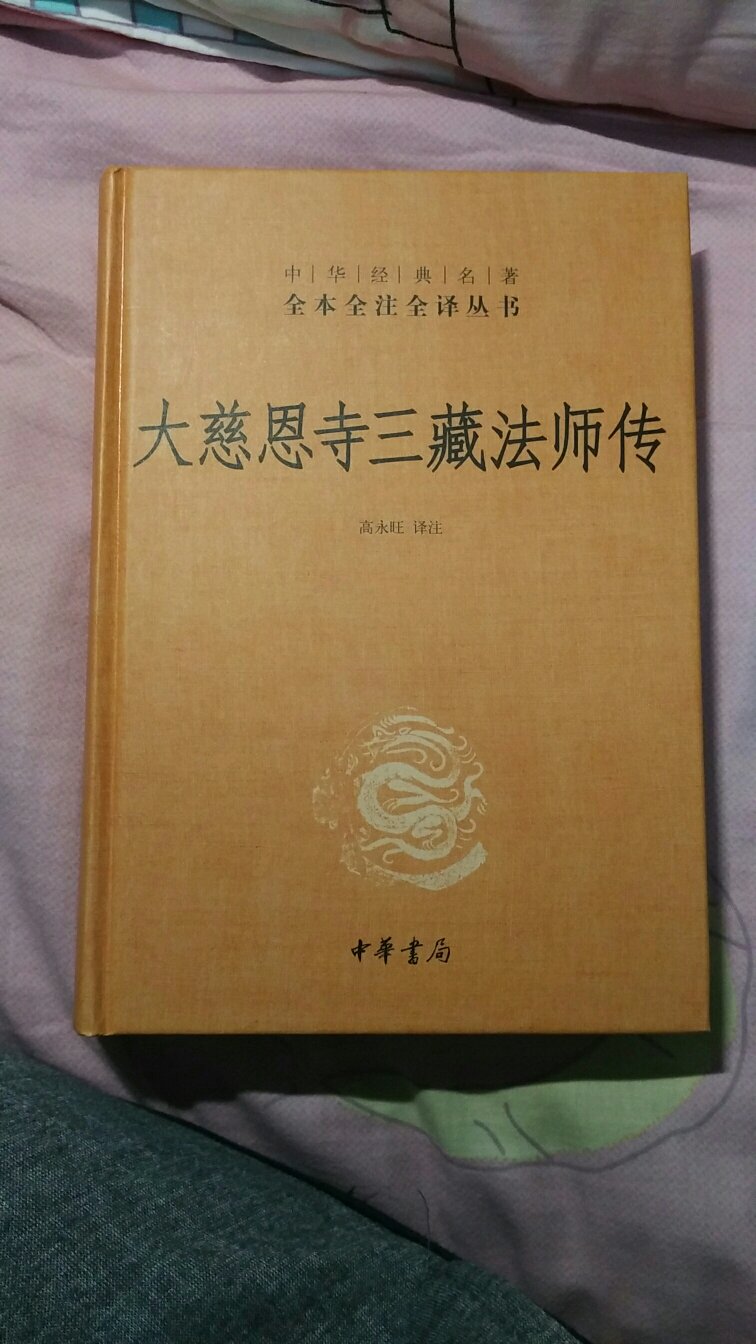 中|华|经|典|名|著
全本全注全译丛书
大慈恩寺三藏法师传
高永旺 译注
中華書局